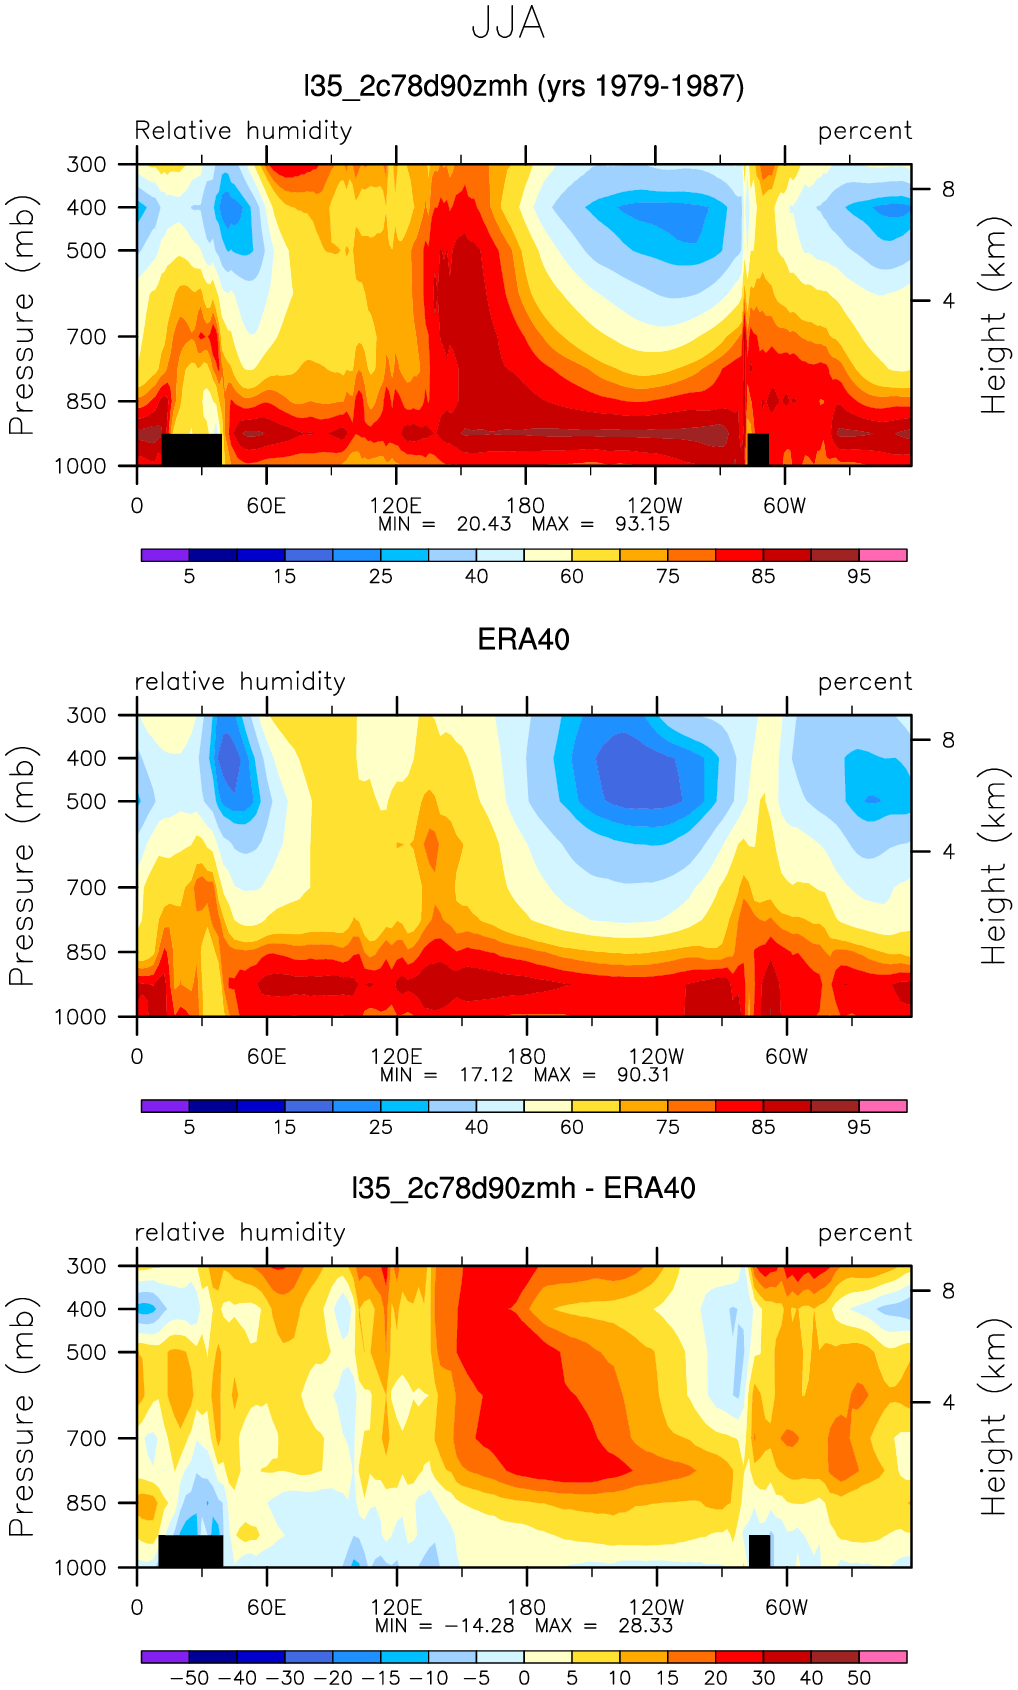 JJA
l35_2c78d90zmh (yrs 1979-1987)
Relative humidity percent
300
400
500
700
850
1000
Pressure (mb)
8
4
Height (km)
0 60E 120E 180 120W 60W
MIN = 20.43 MAX = 93.15
5 15 25 40 60 75 85 95
ERA40
relative humidity percent
300
400
500
700
850
1000
Pressure (mb)
8
4
Height (km)
0 60E 120E 180 120W 60W
MIN = 17.12 MAX = 90.31
5 15 25 40 60 75 85 95
l35_2c78d90zmh - ERA40
relative humidity percent
300
400
500
700
850
1000
Pressure (mb)
8
4
Height (km)
0 60E 120E 180 120W 60W
MIN = -14.28 MAX = 28.33
-50 -40 -30 -20 -15 -10 -5 0 5 10 15 20 30 40 50